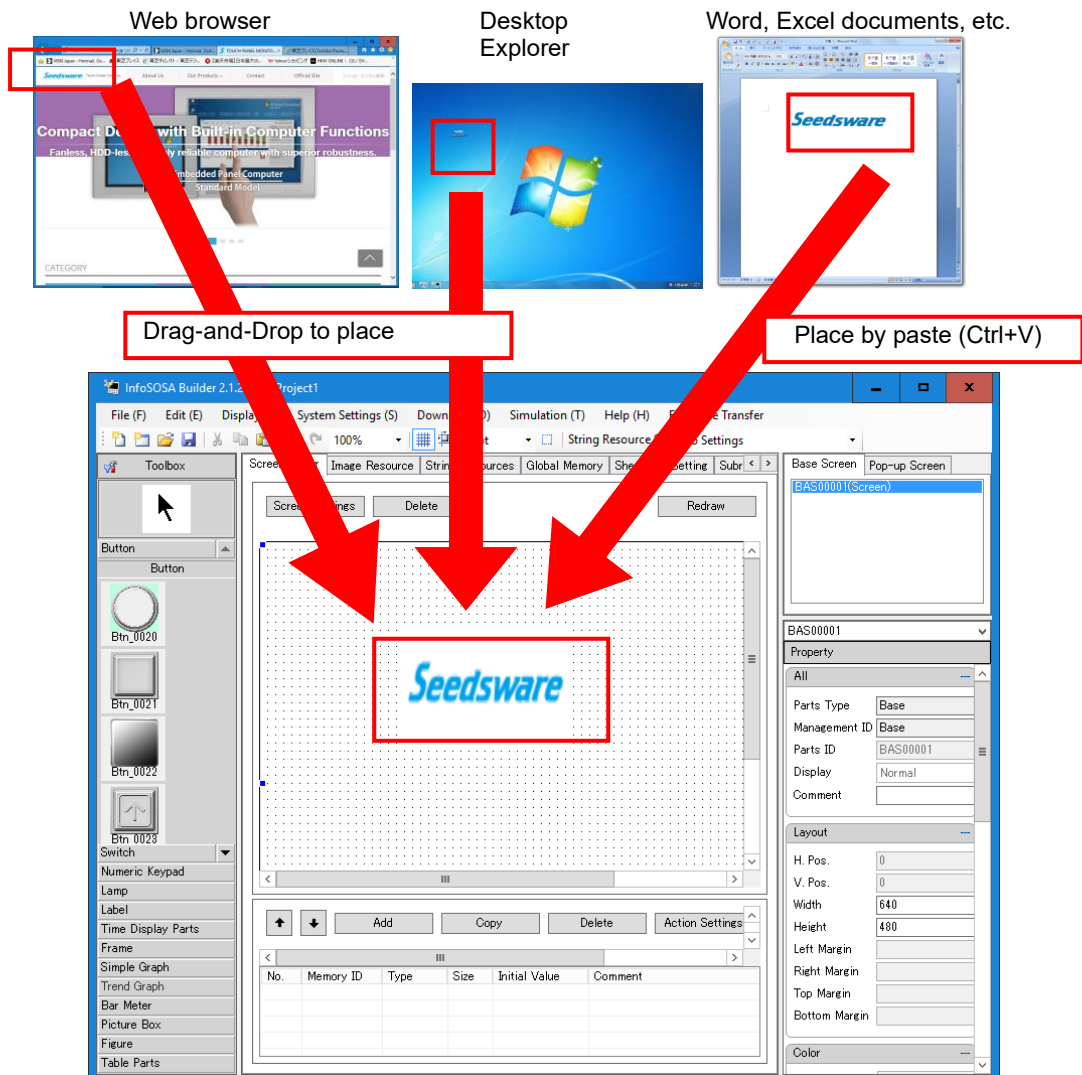 Web browser
Desktop
Explorer
Word, Excel documents, etc.
Seedsware
About Us
Our Products
Contact
Official Site
Compact D with Built-in Computer Functions
Fanless, HDD-les ly reliable computer with superior robustness.
mbedded Panel Computer
Standard Model
CATEGORY
Seedsware
Drag-and-Drop to place
Place by paste (Ctrl+V)
InfoSOSA Builder 2.1.2 Project1
File (F) Edit (E) Displa System Settings (S) Down Simulation (T) Help (H) e Transfer
100% String Resource Settings
Toolbox
Image Resource
Global Memory
Subr
Base Screen
Pop-up Screen
BAS00001(Screen)
Delete
Redraw
Button
Button
Btn_0020
Btn_0021
Btn_0022
Btn_0023
Switch
Numeric Keypad
Lamp
Label
Time Display Parts
Frame
Simple Graph
Trend Graph
Bar Meter
Picture Box
Figure
Table Parts
Seedsware
Add
Copy
Delete
Action Settings
No. Memory ID Type Size Initial Value Comment
BAS00001
Property
All
Parts Type Base
Management ID Base
Parts ID BAS00001
Display Normal
Comment
Layout
H. Pos. 0
V. Pos. 0
Width 640
Height 480
Left Margin
Right Margin
Top Margin
Bottom Margin
Color